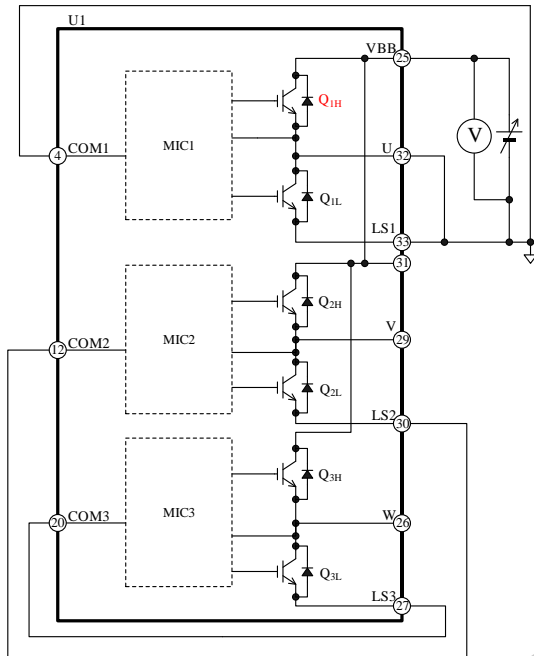 U1
VBB 25
Q1H
V
MIC1
4 COM1
U 32
Q1L
LS1 33
31
Q2H
MIC2
V 29
12 COM2
Q2L
LS2 30
Q3H
MIC3
20 COM3
W 26
Q3L
LS3 27